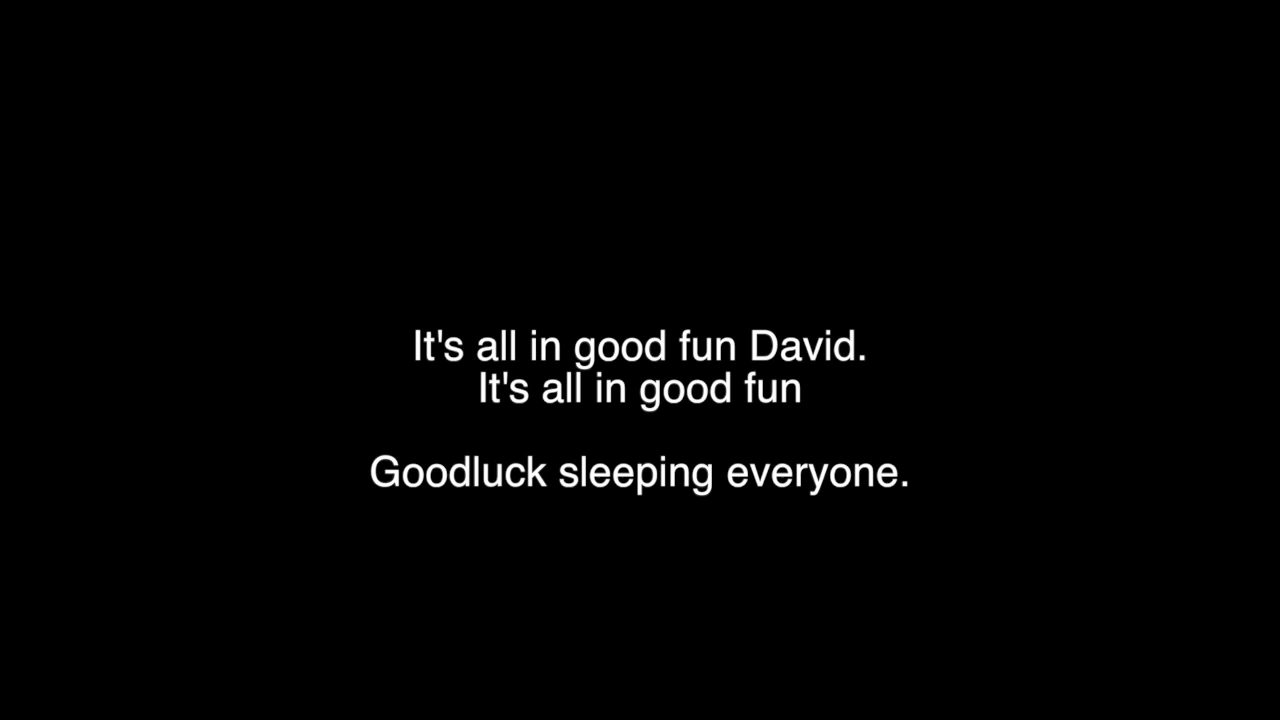 It's all in good fun David.
It's all in good fun
Goodluck sleeping everyone.